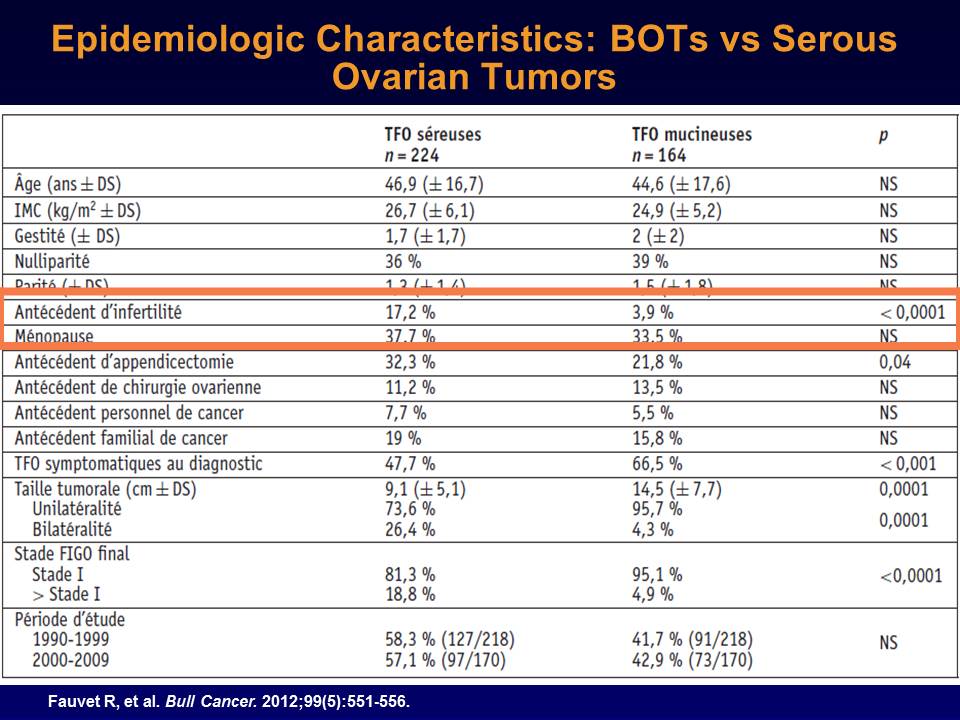 Epidemiologic Characteristics: BOTs vs Serous
Ovarian Tumors
TFO séreuses TFO mucineuses p
n = 224 n = 164
Âge (ans ± DS) 46,9 (± 16,7) 44,6 (± 17,6) NS
IMC (kg/m² ± DS) 26,7 (± 6,1) 24,9 (± 5,2) NS
Gestité (± DS) 1,7 (± 1,7) 2 (± 2) NS
Nulliparité 36 % 39 % NS
Parité (± DS) 1,3 (± 1,4) 1,5 (± 1,8) NS
Antécédent d'infertilité 17,2 % 3,9 % < 0,0001
Ménopause 37,7 % 33,5 % NS
Antécédent d'appendicectomie 32,3 % 21,8 % 0,04
Antécédent de chirurgie ovarienne 11,2 % 13,5 % NS
Antécédent personnel de cancer 7,7 % 5,5 % NS
Antécédent familial de cancer 19 % 15,8 % NS
TFO symptomatiques au diagnostic 47,7 % 66,5 % < 0,001
Taille tumorale (cm ± DS) 9,1 (± 5,1) 14,5 (± 7,7) 0,0001
Unilatéralité 73,6 % 95,7 %
Bilatéralité 26,4 % 4,3 % 0,0001
Stade FIGO final
Stade I 81,3 % 95,1 % <0,0001
> Stade I 18,8 % 4,9 %
Période d'étude
1990-1999 58,3 % (127/218) 41,7 % (91/218) NS
2000-2009 57,1 % (97/170) 42,9 % (73/170)
Fauvet R, et al. Bull Cancer. 2012;99(5):551-556.